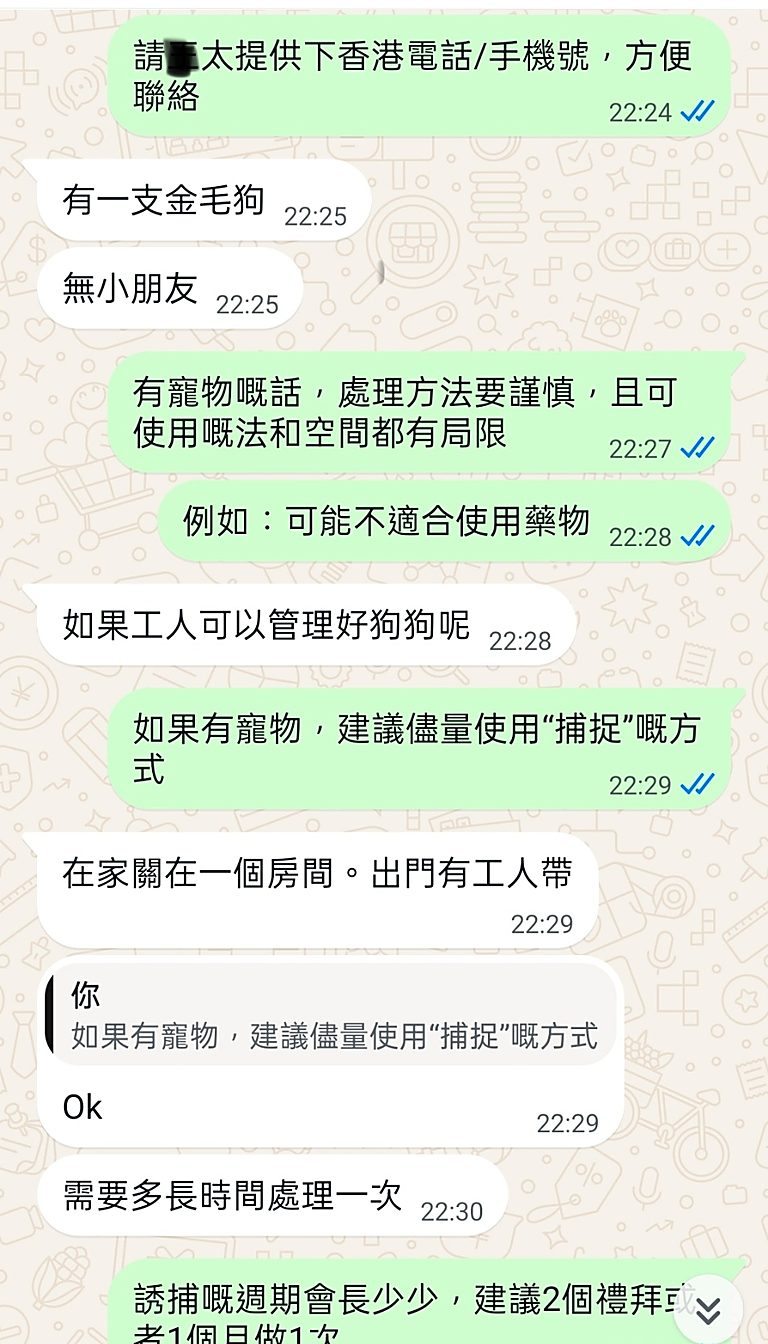 請太提供下香港電話/手機號，方便
聯絡
22:24
有一支金毛狗
22:25
無小朋友
22:25
有寵物嘅話，處理方法要謹慎，且可
使用嘅法和空間都有局限
22:27
例如：可能不適合使用藥物
22:28
如果工人可以管理好狗狗呢
22:28
如果有寵物，建議儘量使用“捕捉”嘅方
式
22:29
在家關在一個房間。出門有工人帶
22:29
你
如果有寵物，建議儘量使用“捕捉”嘅方式
Ok
22:29
需要多長時間處理一次
22:30
誘捕嘅週期會長少少，建議2個禮拜或
者1個月做1次